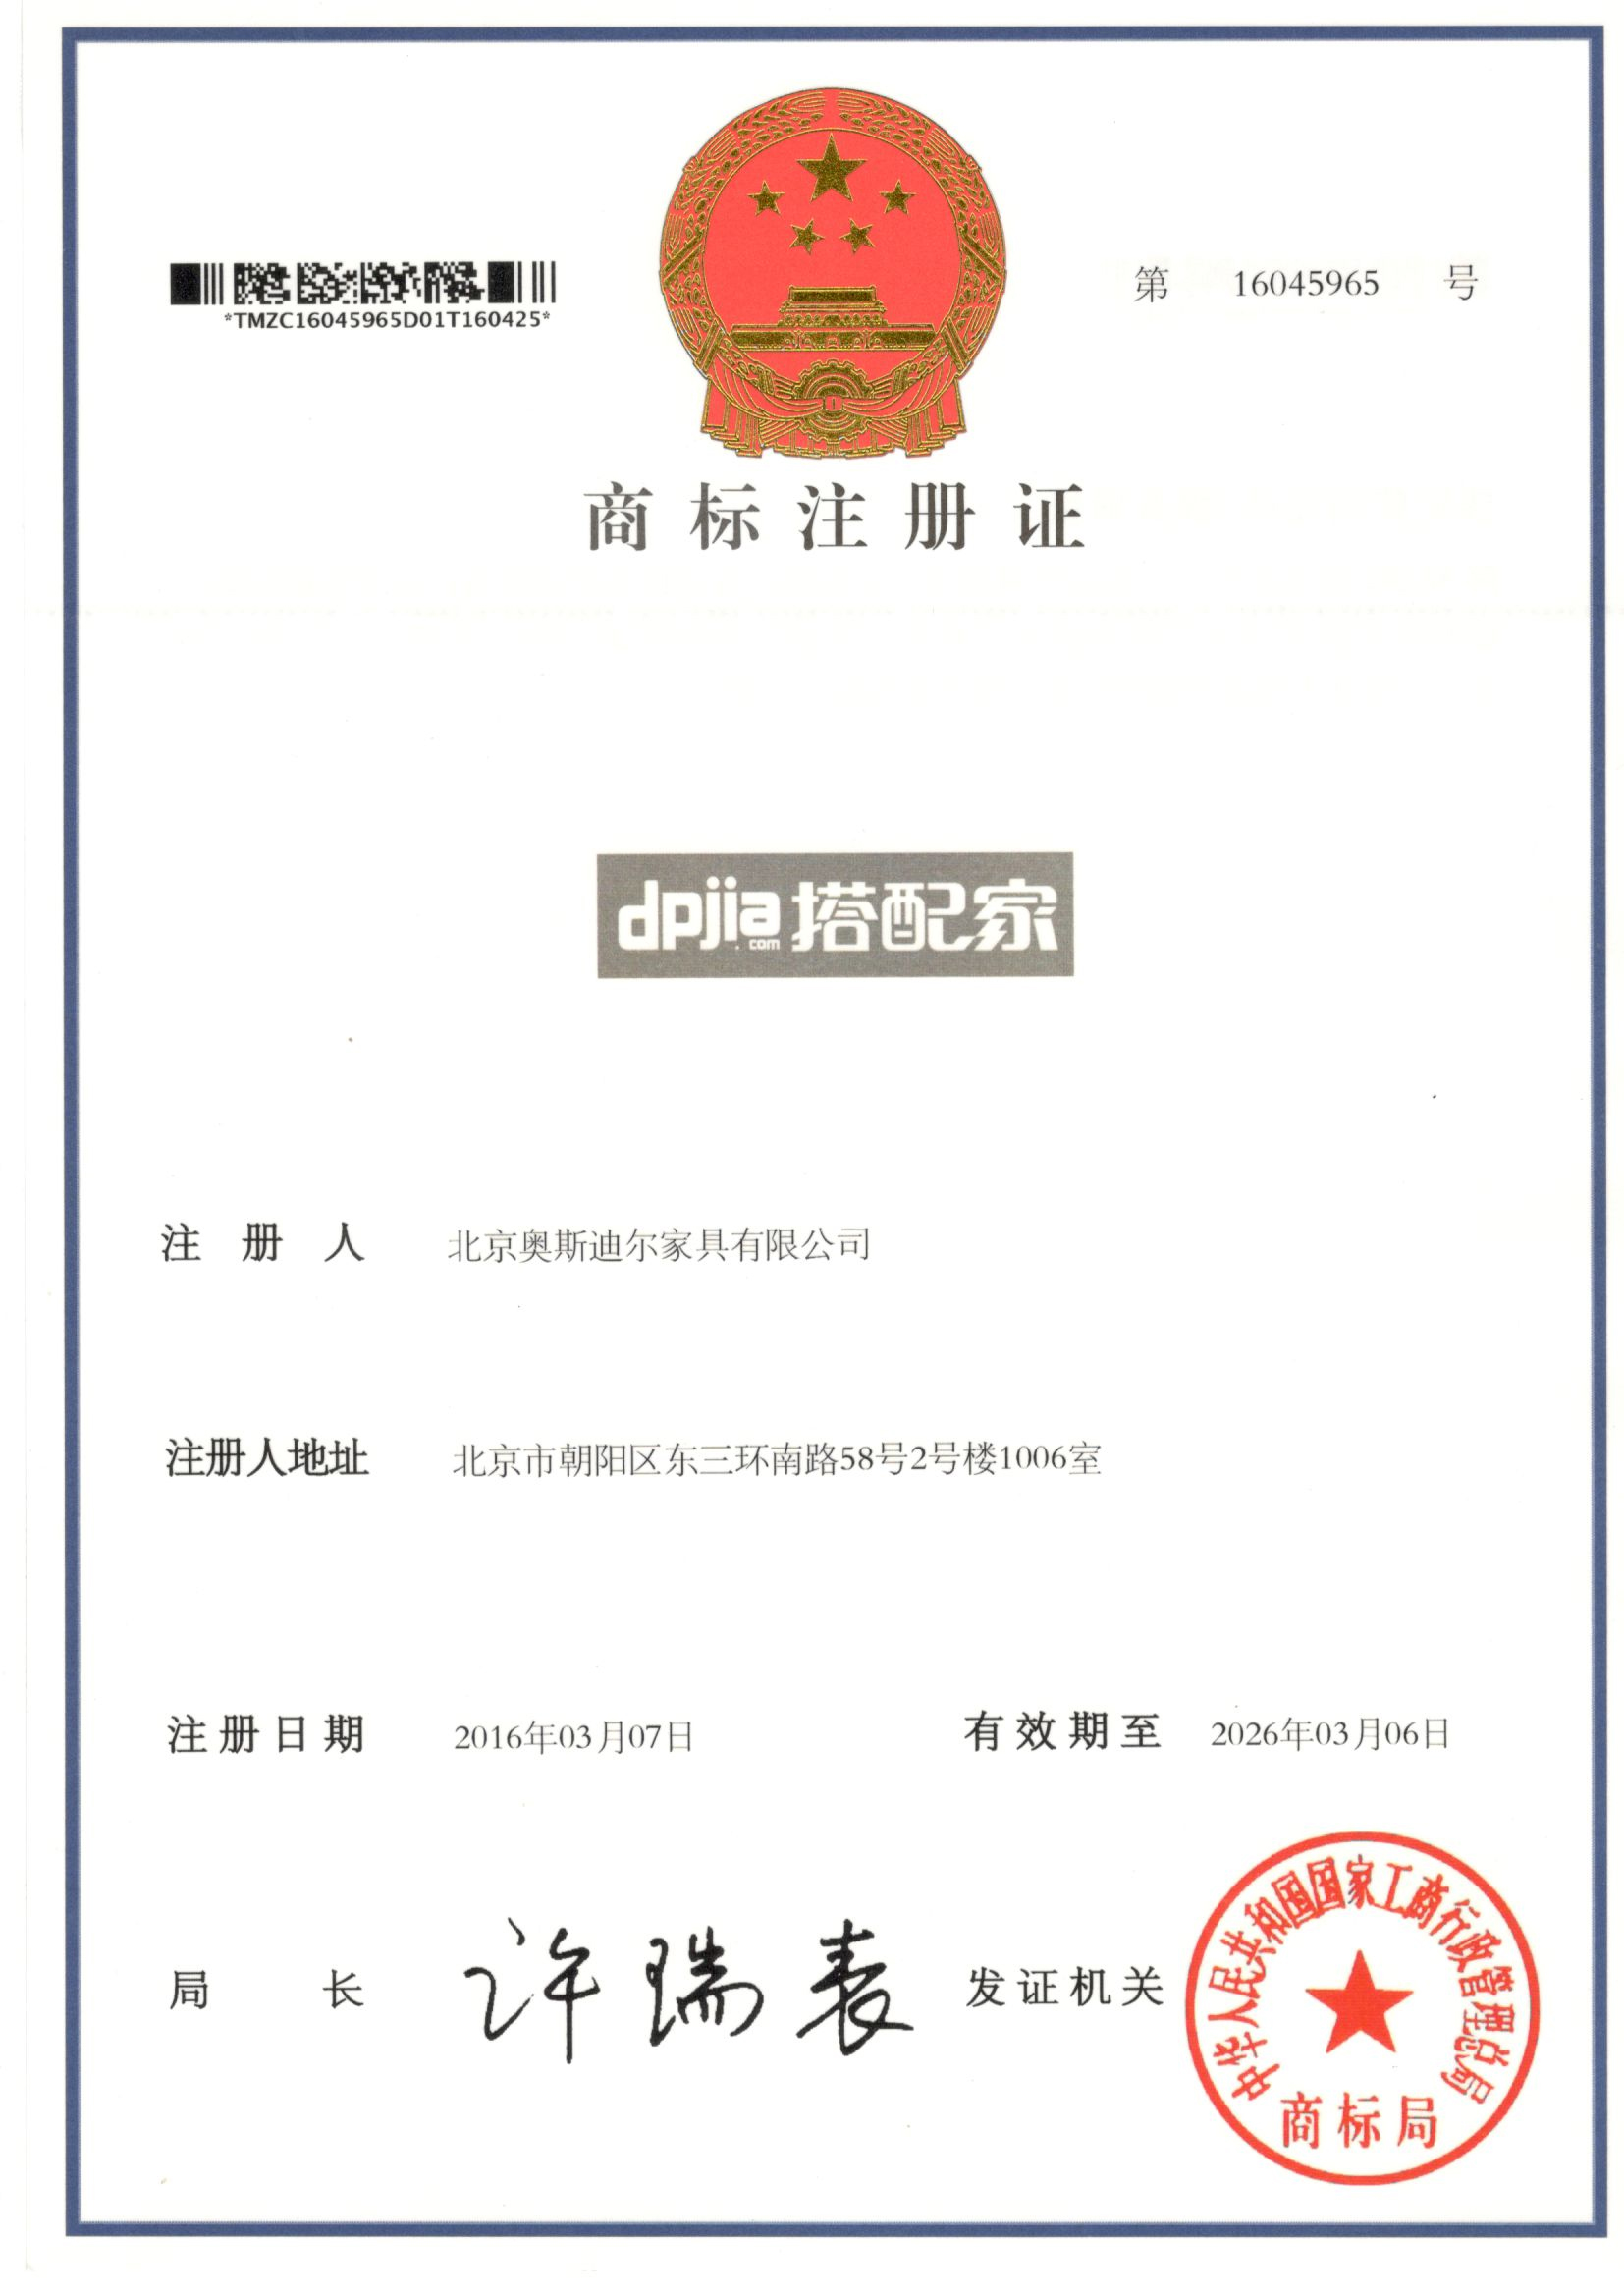 *TMZC16045965D01T160425*
第 16045965 号
商标注册证
dpjia.com 搭配家
注册人 北京奥斯迪尔家具有限公司
注册人地址 北京市朝阳区东三环南路58号2号楼1006室
注册日期 2016年03月07日 有效期至 2026年03月06日
局长 许瑞表 发证机关
中华人民共和国国家工商行政管理总局
商标局